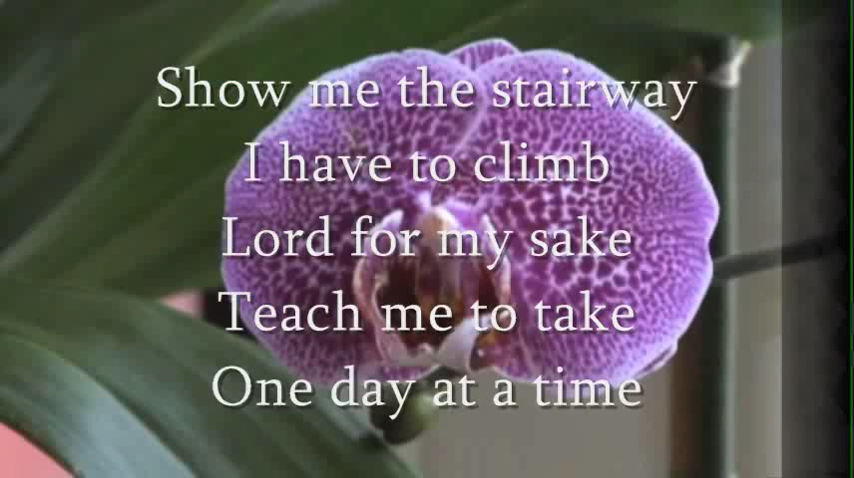 Show me the stairway
I have to climb
Lord for my sake
Teach me to take
One day at a time